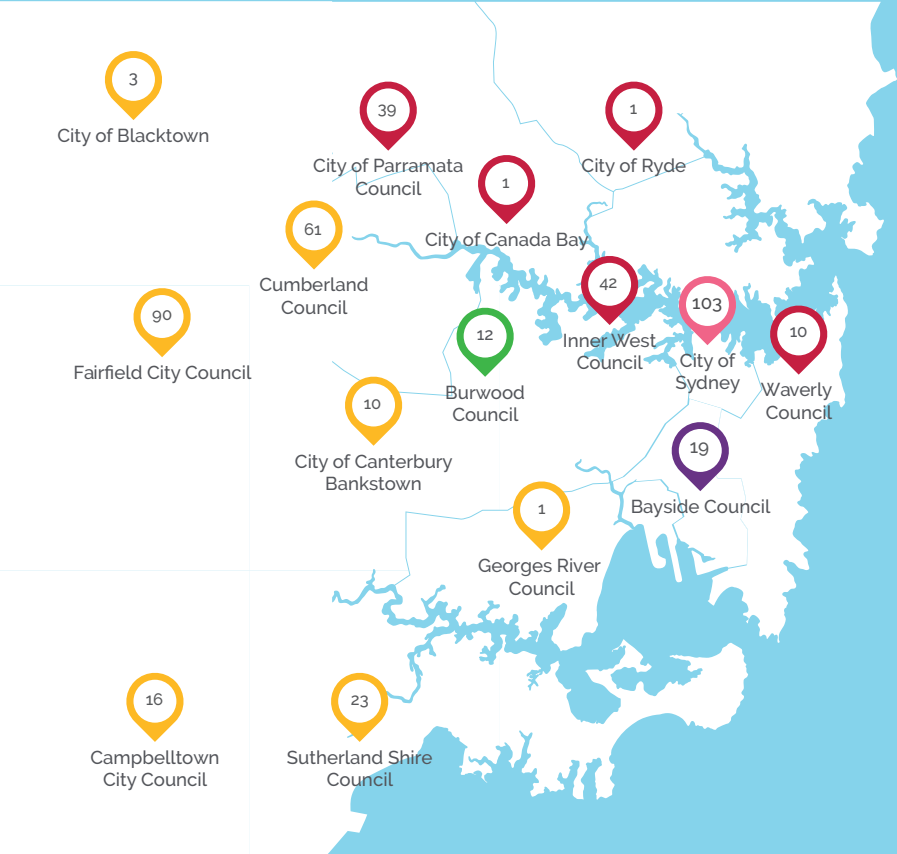 3
City of Blacktown
39
City of Parramata
Council
1
City of Ryde
1
City of Canada Bay
61
Cumberland
Council
42
Inner West
Council
103
City of
Sydney
10
Waverly
Council
90
Fairfield City Council
12
Burwood
Council
10
City of Canterbury
Bankstown
19
Bayside Council
1
Georges River
Council
16
Campbelltown
City Council
23
Sutherland Shire
Council